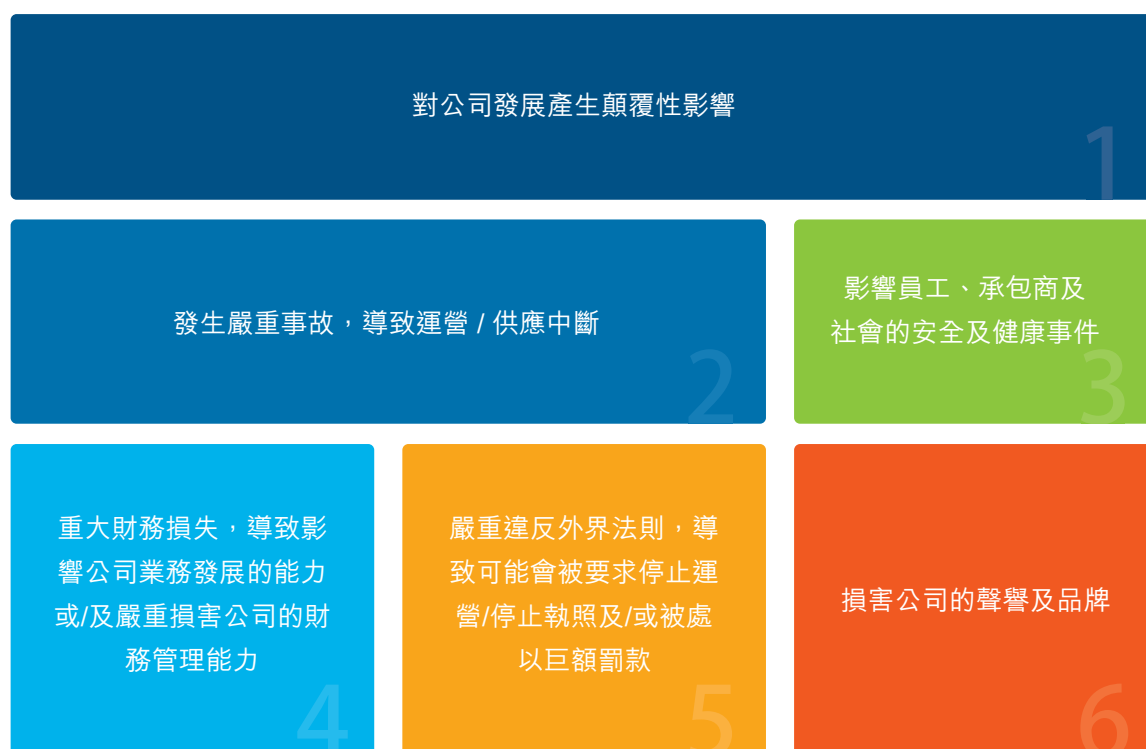 對公司發展產生顛覆性影響
1
發生嚴重事故，導致運營 / 供應中斷
2
影響員工、承包商及
社會的安全及健康事件
3
重大財務損失，導致影
響公司業務發展的能力
或/及嚴重損害公司的財
務管理能力
4
嚴重違反外界法則，導
致可能會被要求停止運
營/停止執照及/或被處
以巨額罰款
5
損害公司的聲譽及品牌
6